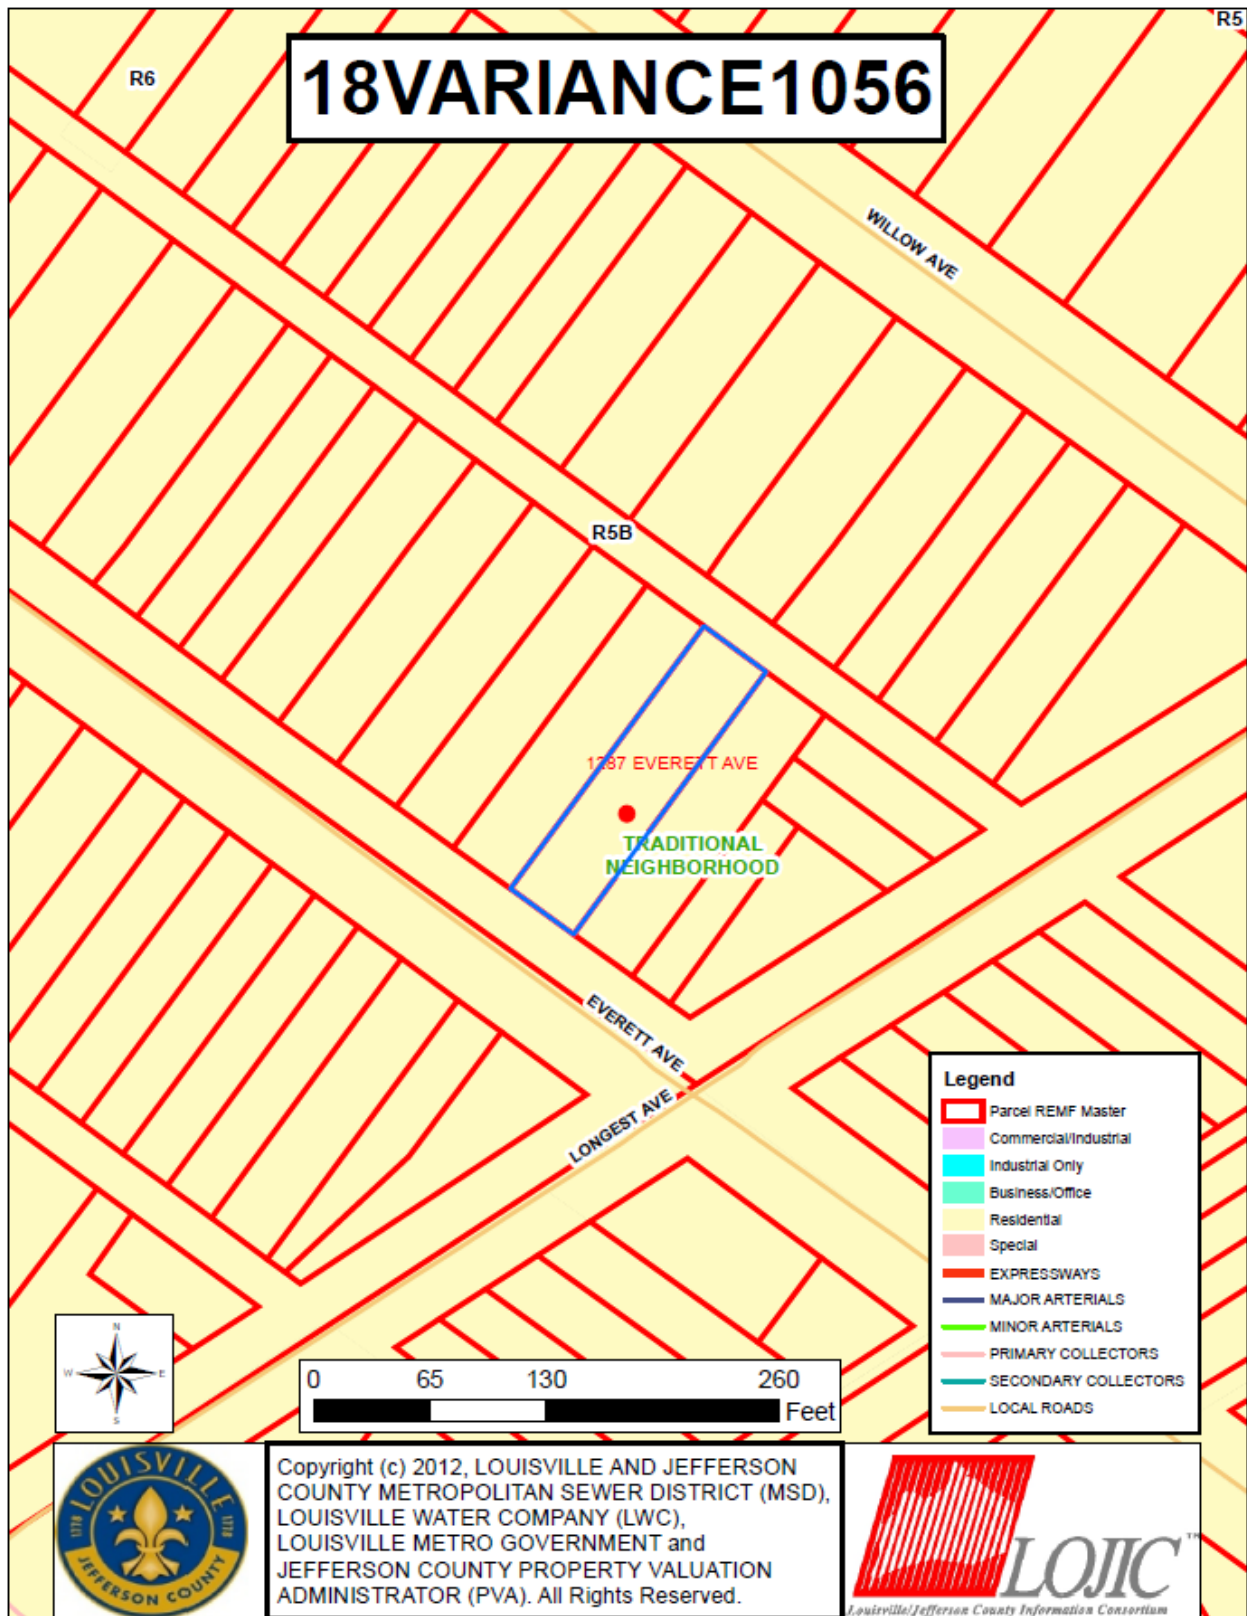 R5
R6
18VARIANCE1056
WILLOW AVE
R5B
1287 EVERETT AVE
TRADITIONAL
NEIGHBORHOOD
EVERETT AVE
LONGEST AVE
Legend
Parcel REMF Master
Commercial/Industrial
Industrial Only
Business/Office
Residential
Special
EXPRESSWAYS
MAJOR ARTERIALS
MINOR ARTERIALS
PRIMARY COLLECTORS
SECONDARY COLLECTORS
LOCAL ROADS
N
W E
S
0 65 130 260
Feet
LOUISVILLE
1778 1778
JEFFERSON COUNTY
Copyright (c) 2012, LOUISVILLE AND JEFFERSON
COUNTY METROPOLITAN SEWER DISTRICT (MSD),
LOUISVILLE WATER COMPANY (LWC),
LOUISVILLE METRO GOVERNMENT and
JEFFERSON COUNTY PROPERTY VALUATION
ADMINISTRATOR (PVA). All Rights Reserved.
LOJIC™
Louisville/Jefferson County Information Consortium